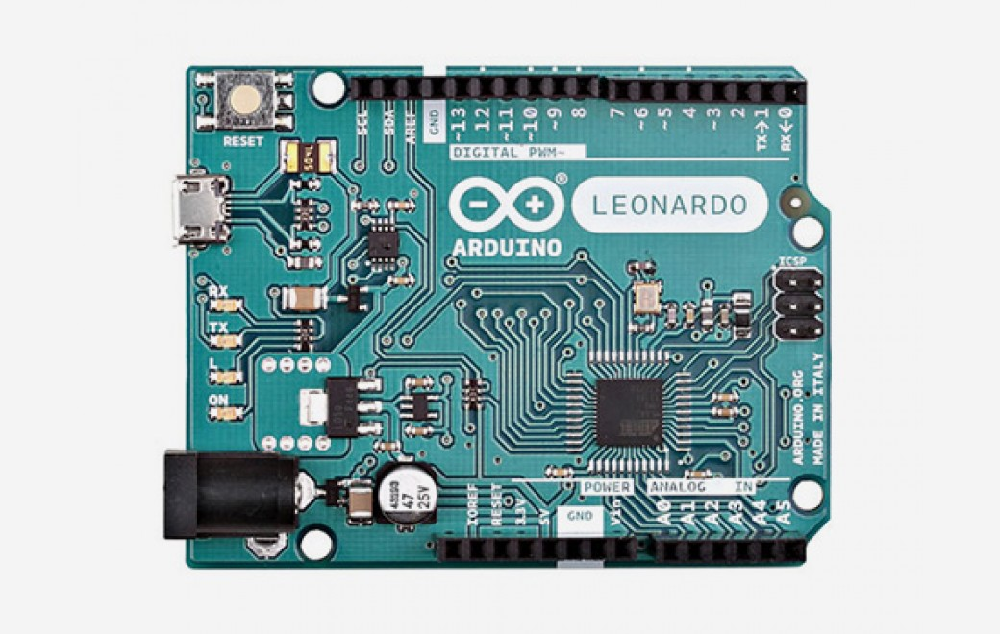 RESET
SCL
SDA
AREF
GND
~13
12
~11
~10
~9
8
7
~6
~5
4
~3
2
TX→1
RX←0
DIGITAL PWM~
504L
LEONARDO
®
ARDUINO
ICSP
RX
TX
L
ON
ARDUINO.ORG
MADE IN ITALY
47
25V
POWER
ANALOG IN
IOREF
RESET
3.3V
5V
GND
Vin
A0
A1
A2
A3
A4
A5